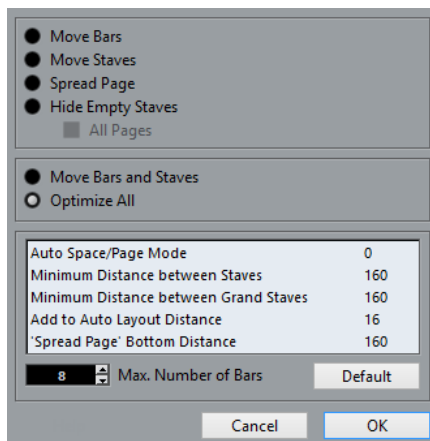 Move Bars
Move Staves
Spread Page
Hide Empty Staves
All Pages
Move Bars and Staves
Optimize All
Auto Space/Page Mode 0
Minimum Distance between Staves 160
Minimum Distance between Grand Staves 160
Add to Auto Layout Distance 16
'Spread Page' Bottom Distance 160
8 Max. Number of Bars Default
Cancel OK